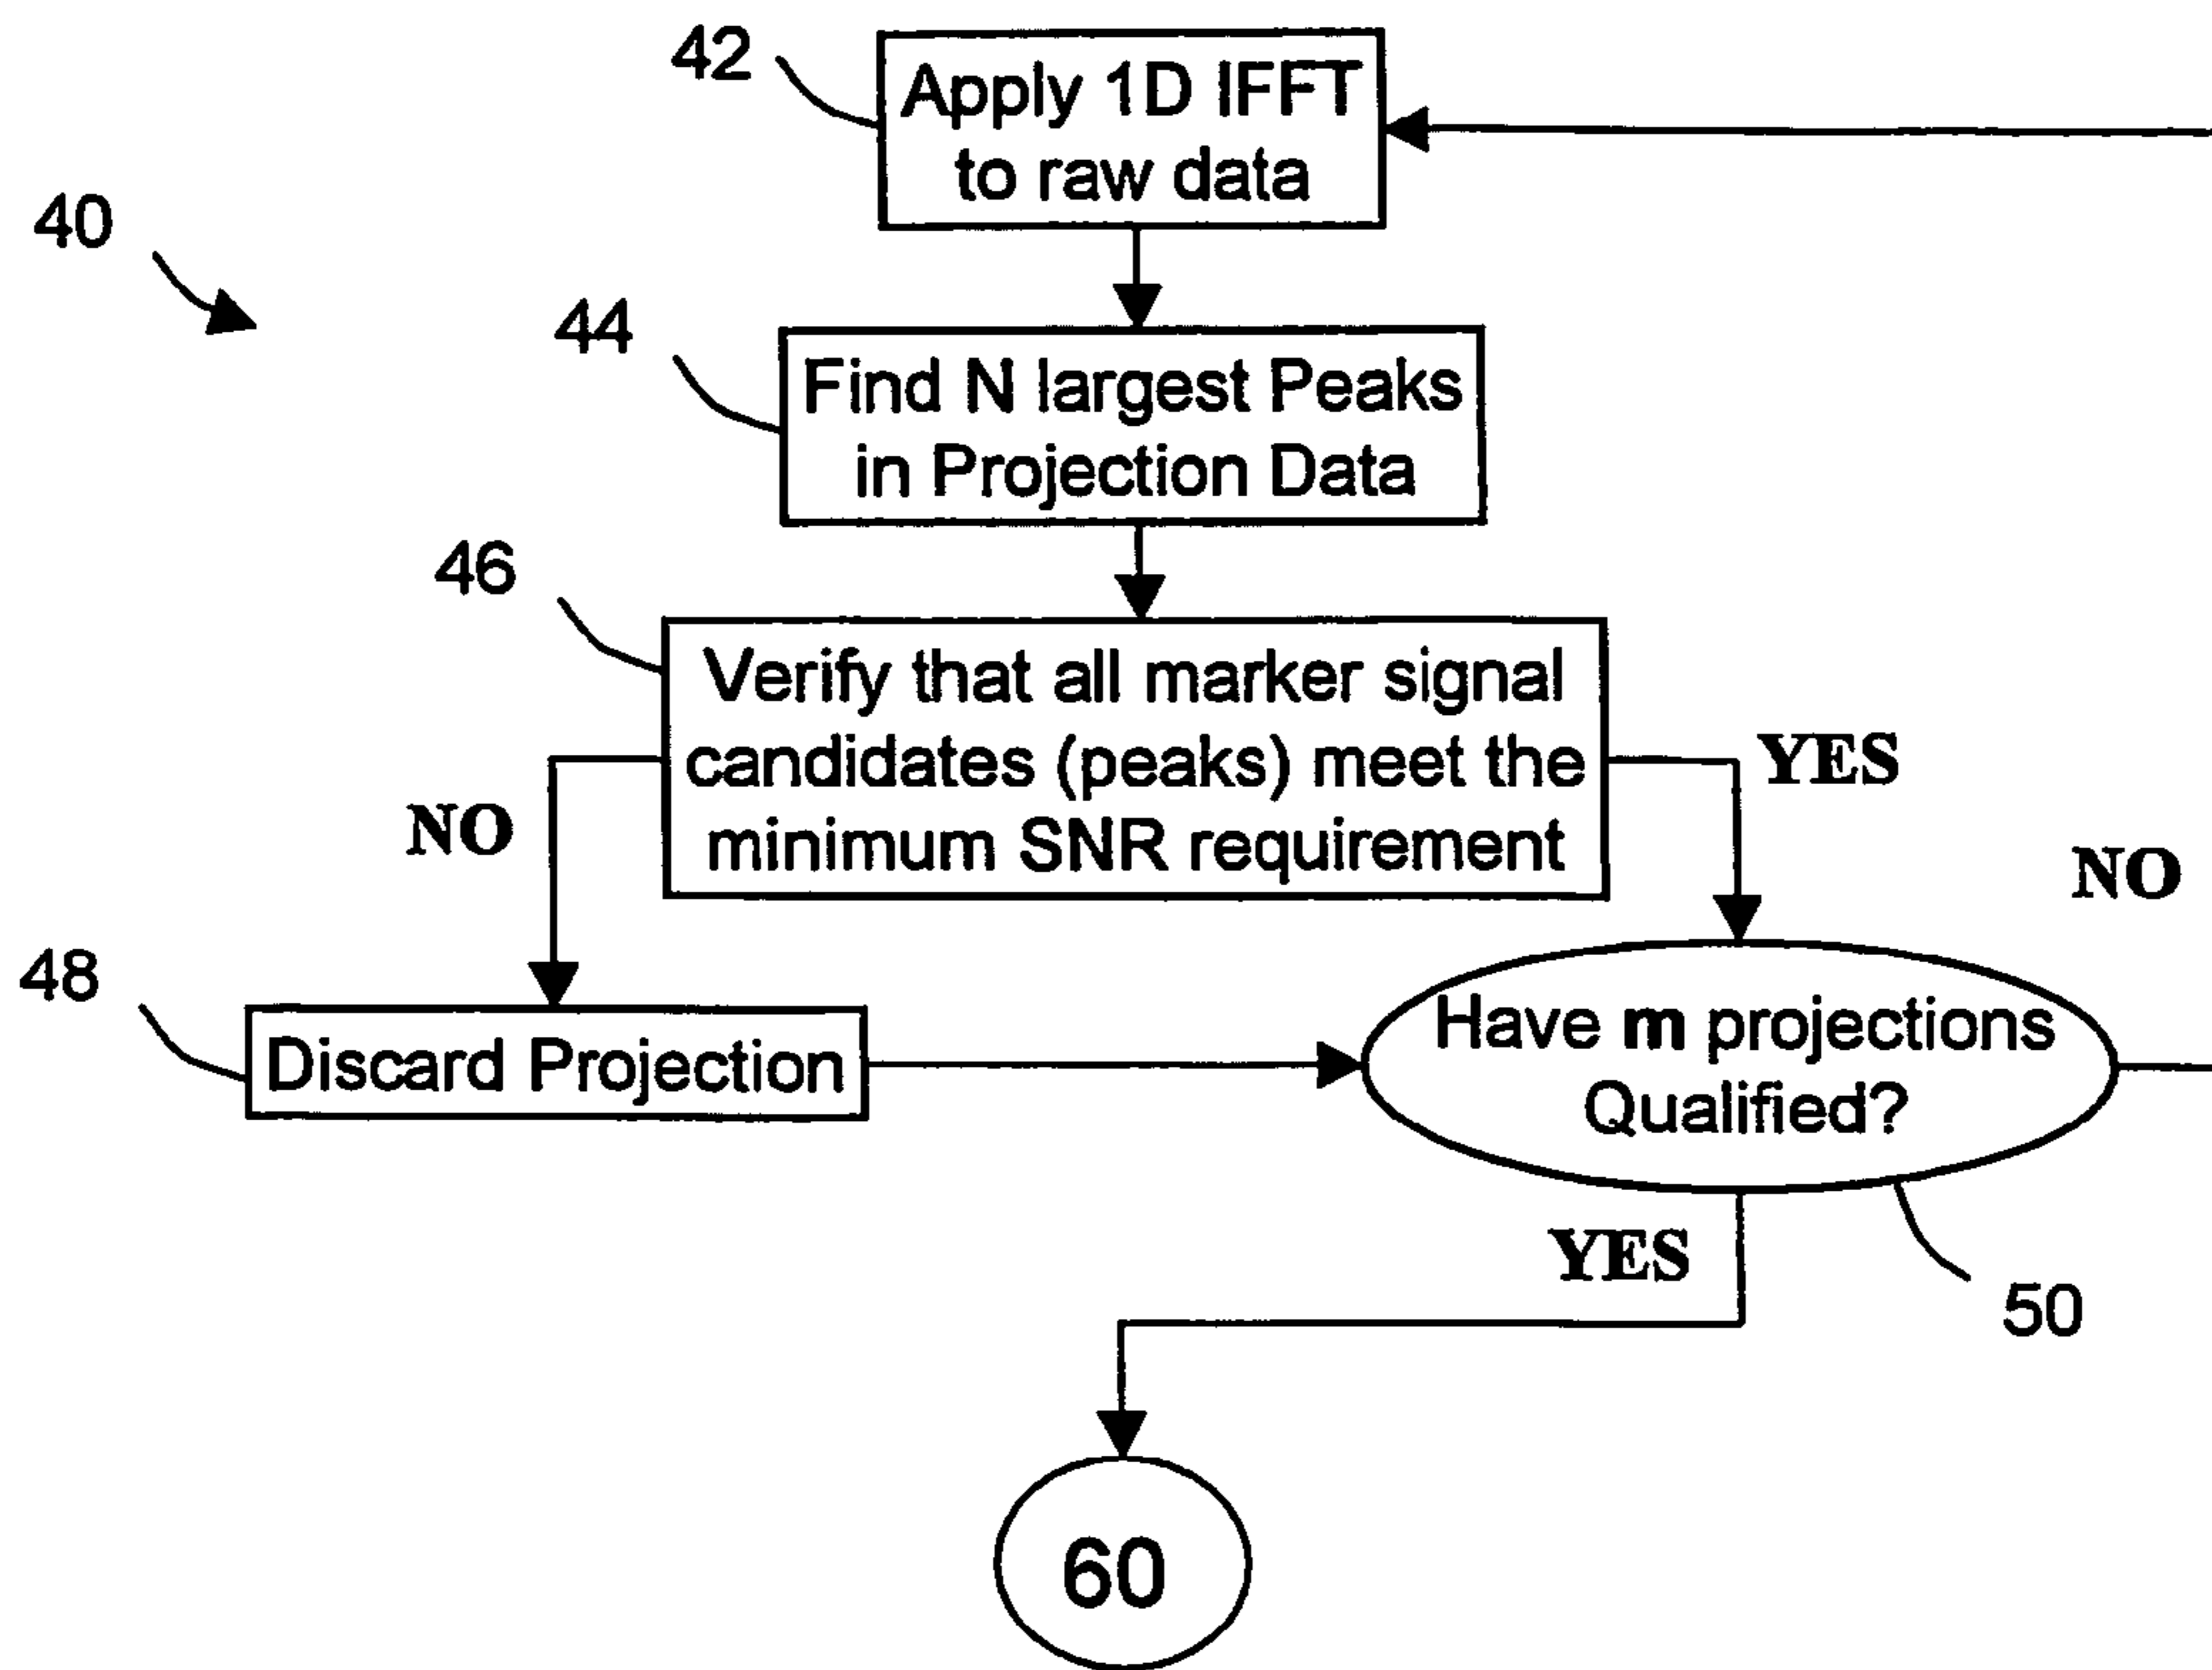 42
Apply 1D IFFT
to raw data
40
44
Find N largest Peaks
in Projection Data
46
Verify that all marker signal
candidates (peaks) meet the
minimum SNR requirement
YES
NO
NO
48
Discard Projection
Have m projections
Qualified?
YES
50
60